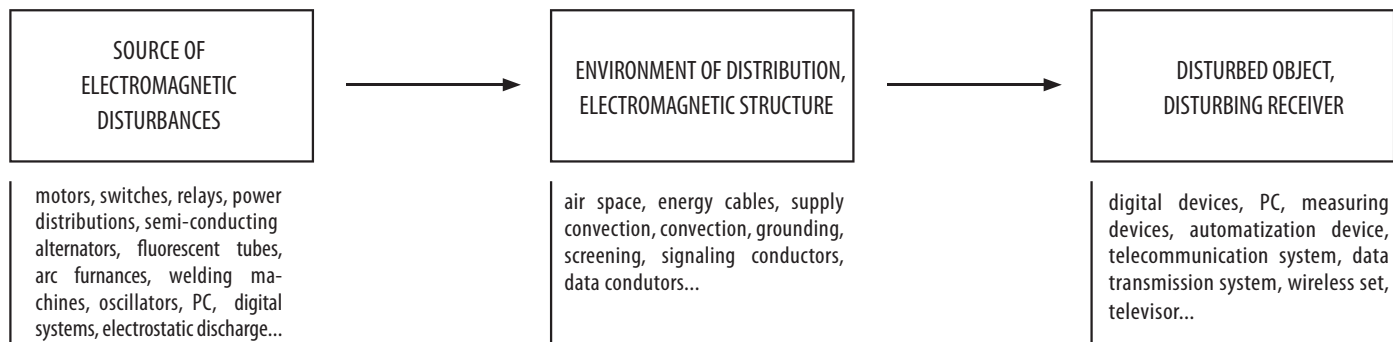 SOURCE OF
ELECTROMAGNETIC
DISTURBANCES
motors, switches, relays, power
distributions, semi-conducting
alternators, fluorescent tubes,
arc furnances, welding ma-
chines, oscillators, PC, digital
systems, electrostatic discharge...
ENVIRONMENT OF DISTRIBUTION,
ELECTROMAGNETIC STRUCTURE
air space, energy cables, supply
convection, convection, grounding,
screening, signaling conductors,
data condutors...
DISTURBED OBJECT,
DISTURBING RECEIVER
digital devices, PC, measuring
devices, automatization device,
telecommunication system, data
transmission system, wireless set,
televisor...